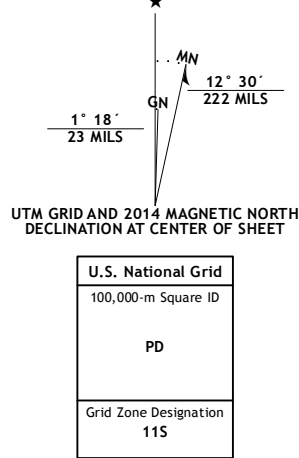 ★
MN
GN
12° 30´
222 MILS
1° 18´
23 MILS
UTM GRID AND 2014 MAGNETIC NORTH
DECLINATION AT CENTER OF SHEET
U.S. National Grid
100,000-m Square ID
PD
Grid Zone Designation
11S